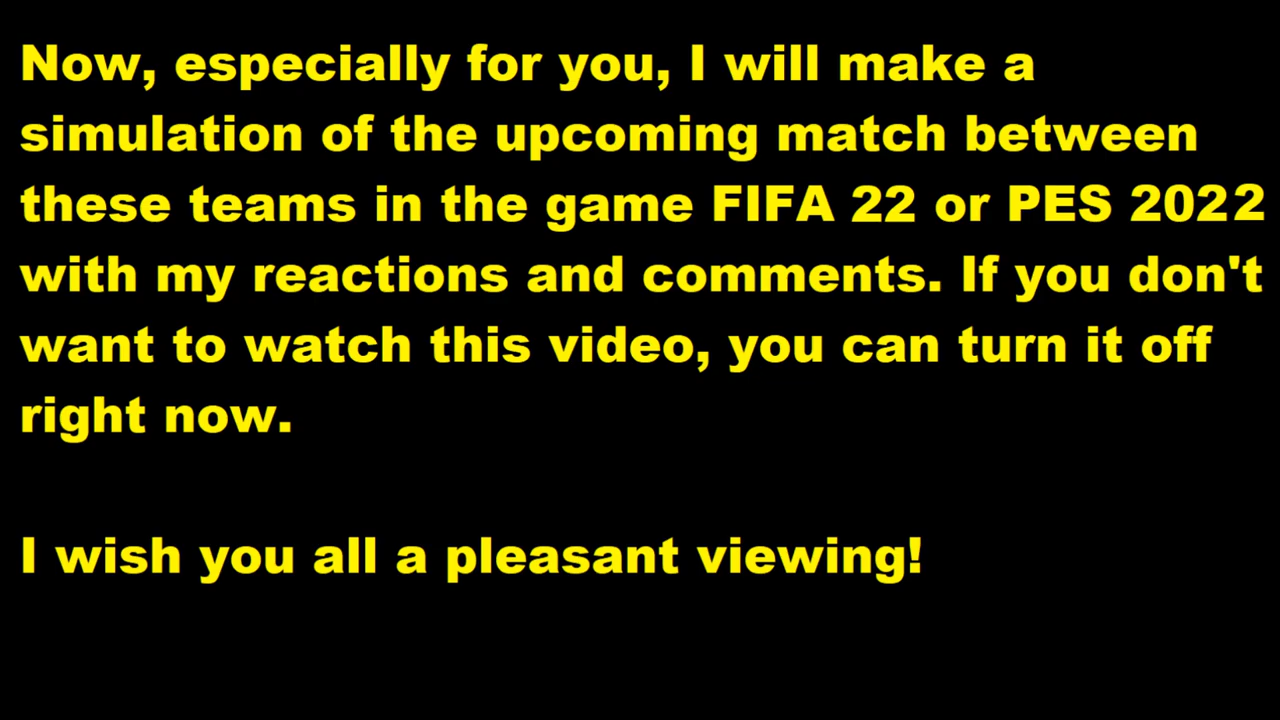 Now, especially for you, I will make a
simulation of the upcoming match between
these teams in the game FIFA 22 or PES 2022
with my reactions and comments. If you don't
want to watch this video, you can turn it off
right now.
I wish you all a pleasant viewing!